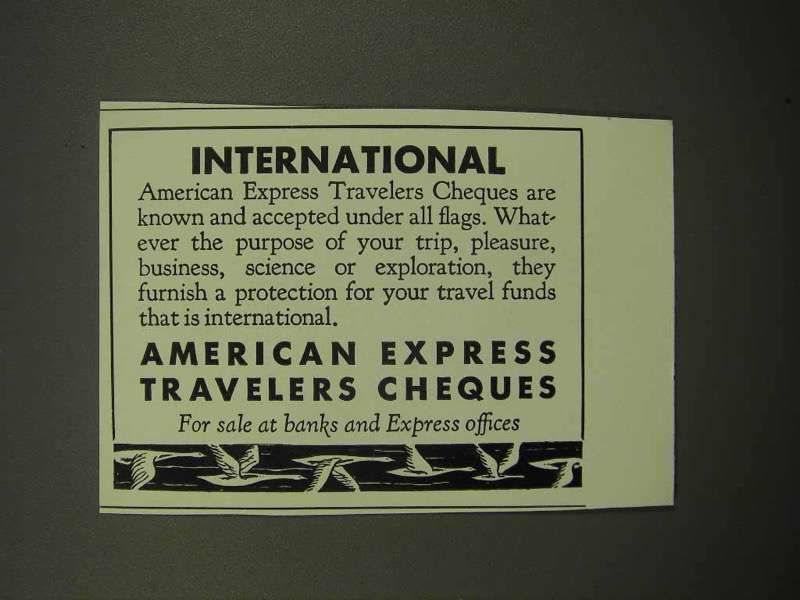 INTERNATIONAL
American Express Travelers Cheques are
known and accepted under all flags. What-
ever the purpose of your trip, pleasure,
business, science or exploration, they
furnish a protection for your travel funds
that is international.
AMERICAN EXPRESS
TRAVELERS CHEQUES
For sale at banks and Express offices